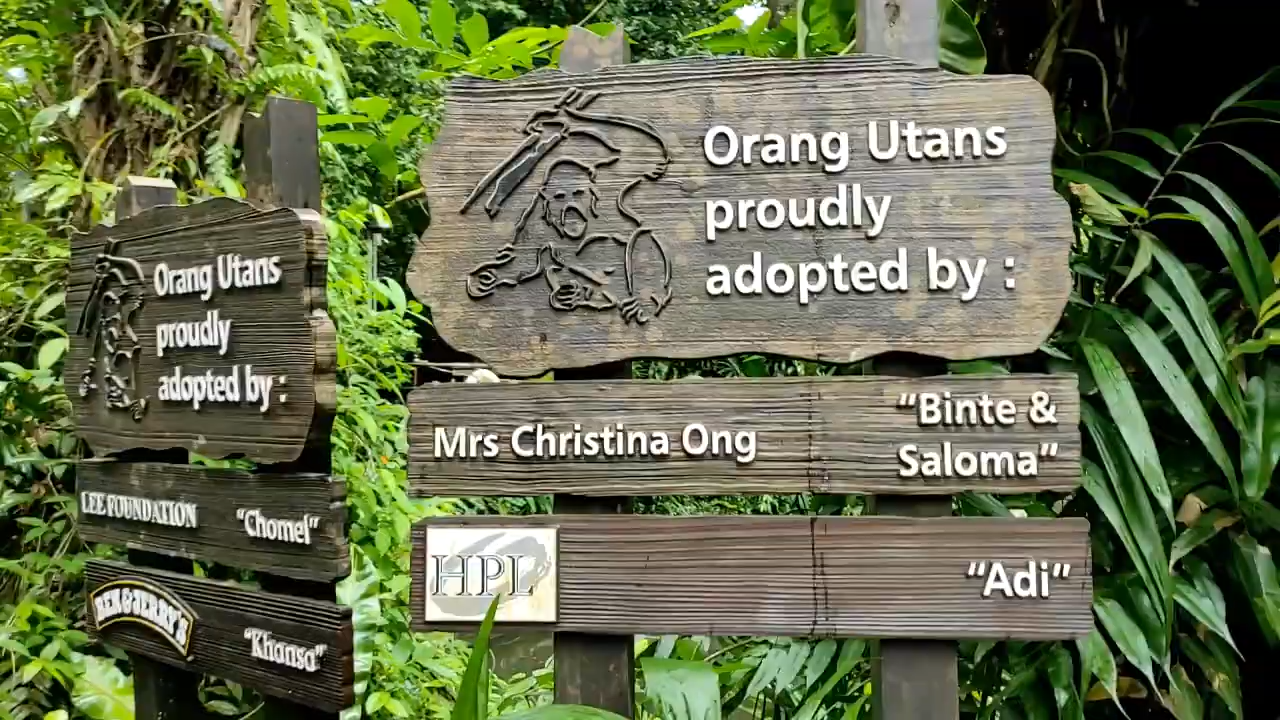 Orang Utans
proudly
adopted by :
LEE FOUNDATION "Chomel"
BEN & JERRY'S "Khansa"
Orang Utans
proudly
adopted by :
Mrs Christina Ong "Binte &
Saloma"
HPL "Adi"